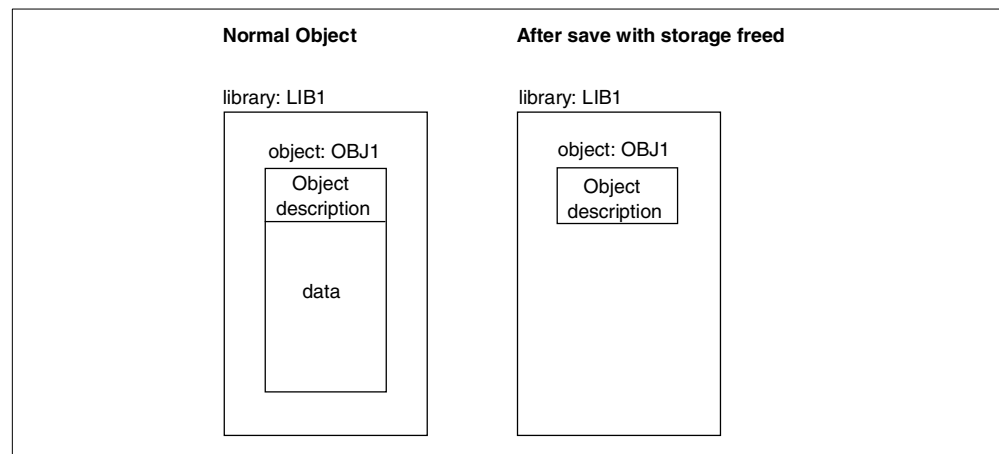 Normal Object
After save with storage freed
library: LIB1
library: LIB1
object: OBJ1
object: OBJ1
Object
description
Object
description
data